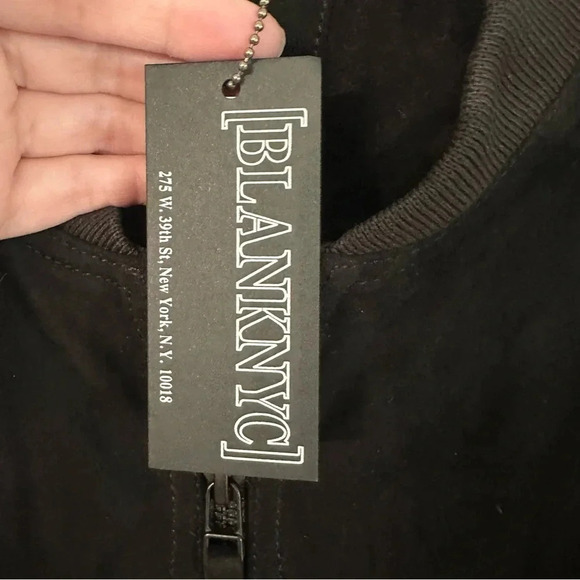 [BLANKNYC]
275 W. 39th St, New York, N.Y. 10018